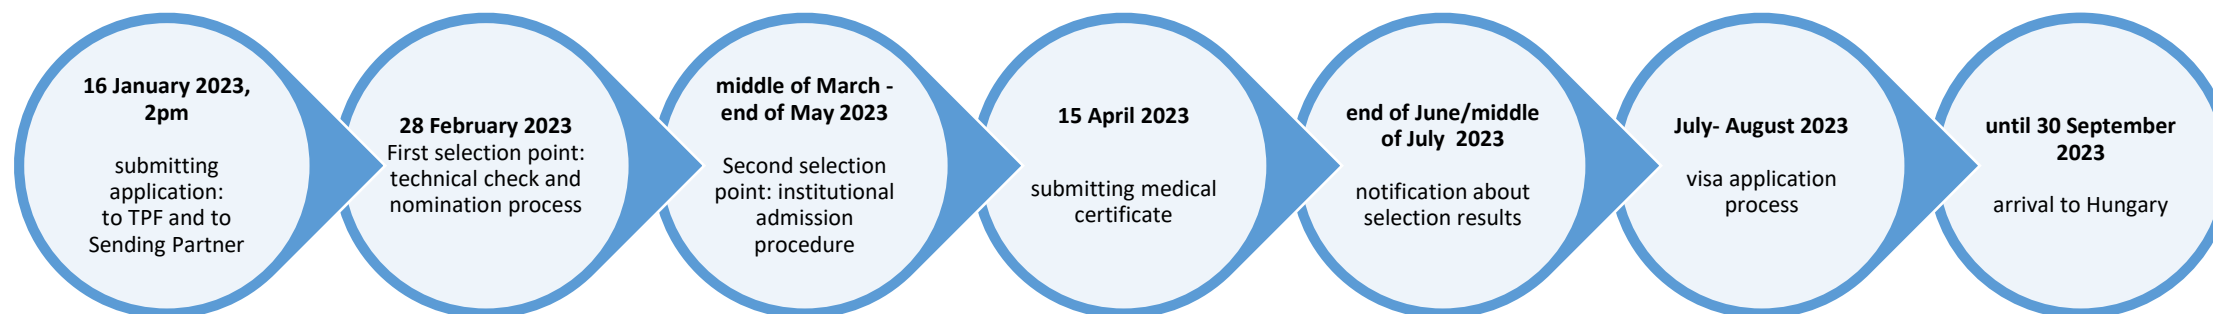 16 January 2023,
2pm
submitting
application:
to TPF and to
Sending Partner
28 February 2023
First selection point:
technical check and
nomination process
middle of March -
end of May 2023
Second selection
point: institutional
admission
procedure
15 April 2023
submitting medical
certificate
end of June/middle
of July 2023
notification about
selection results
July- August 2023
visa application
process
until 30 September
2023
arrival to Hungary